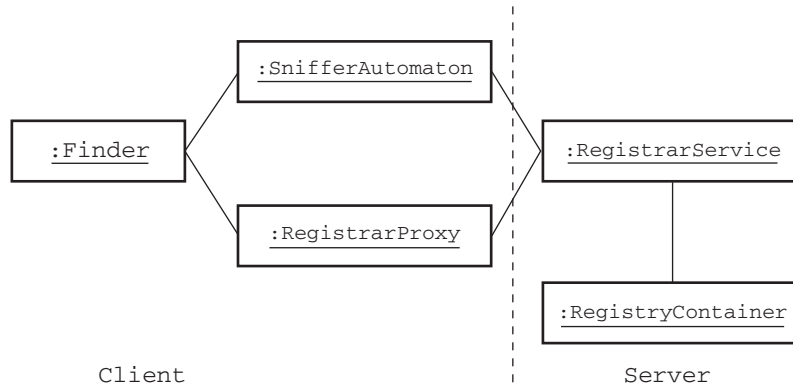 :SnifferAutomaton
:Finder
:RegistrarService
:RegistrarProxy
:RegistryContainer
Client
Server